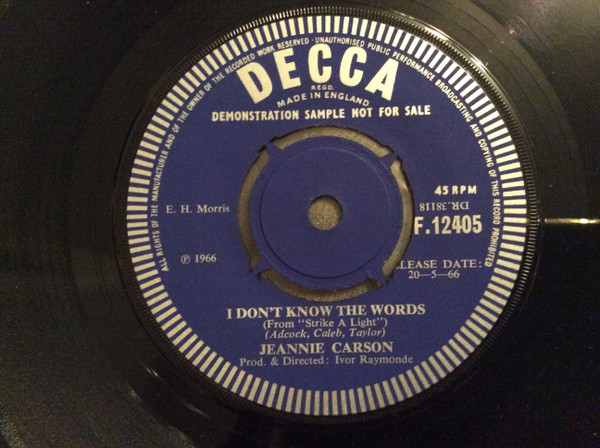 ALL RIGHTS OF THE MANUFACTURER AND OF THE OWNER OF THE RECORDED WORK RESERVED · UNAUTHORISED PUBLIC PERFORMANCE BROADCASTING AND COPYING OF THIS RECORD PROHIBITED
DECCA
REGD.
MADE IN ENGLAND
DEMONSTRATION SAMPLE NOT FOR SALE
45 RPM
E. H. Morris
DR.38118
F.12405
℗ 1966
LEASE DATE:
20—5—66
I DON'T KNOW THE WORDS
(From "Strike A Light")
(Adcock, Caleb, Taylor)
JEANNIE CARSON
Prod. & Directed: Ivor Raymonde